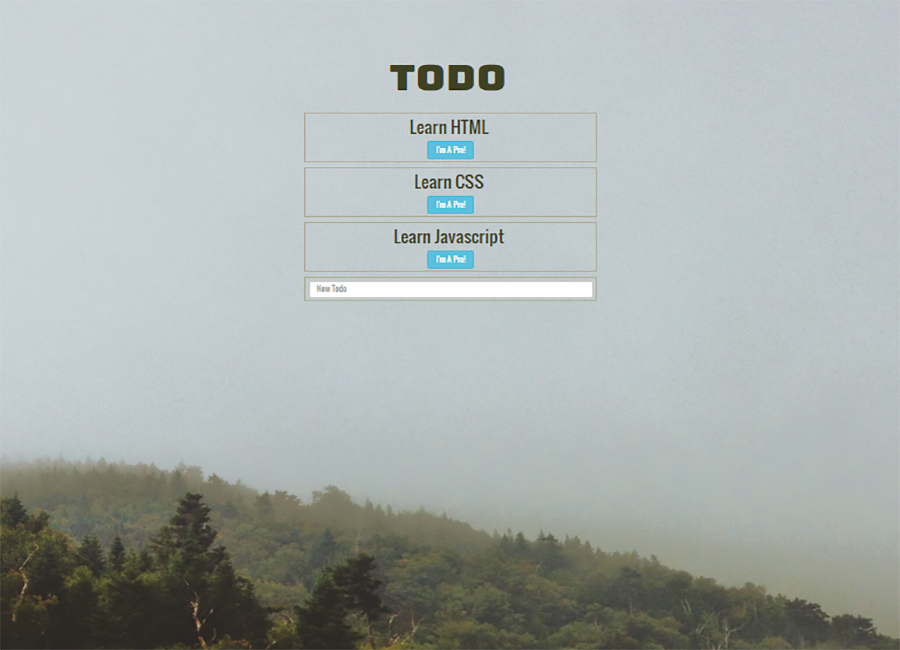 TODO
Learn HTML
I'm A Pro!
Learn CSS
I'm A Pro!
Learn Javascript
I'm A Pro!
New Todo